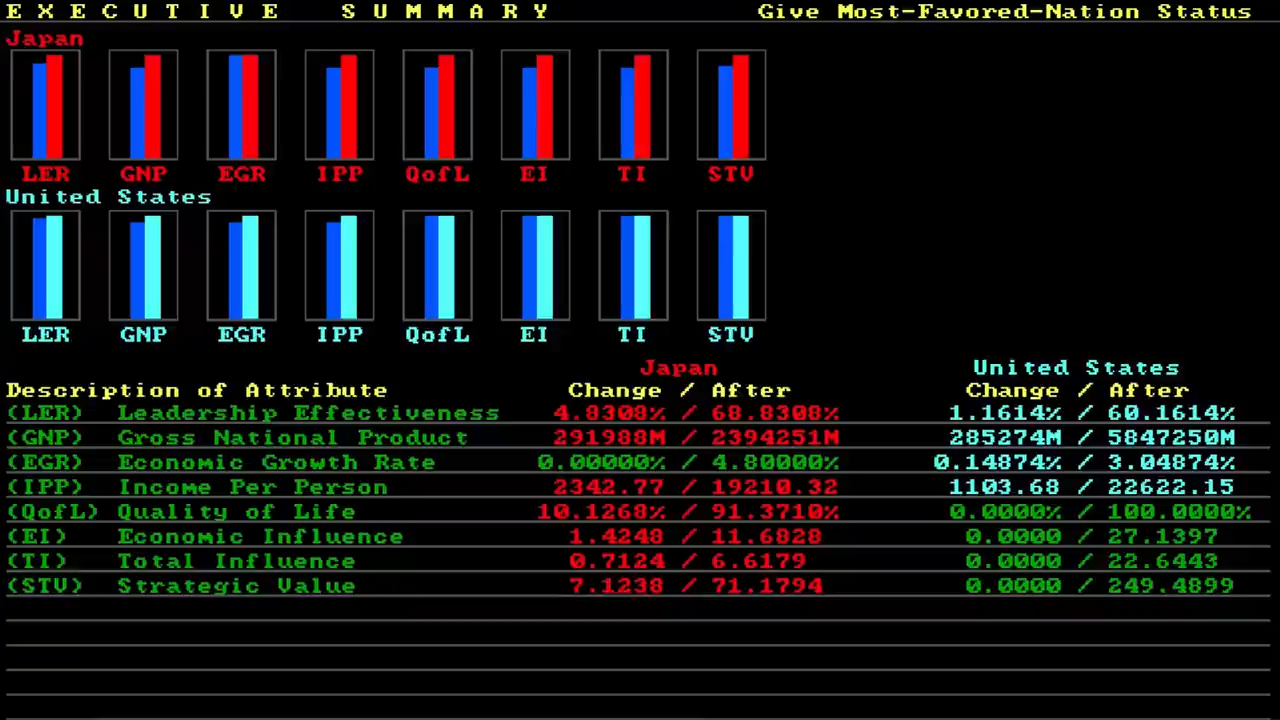 EXECUTIVE SUMMARY Give Most-Favored-Nation Status
Japan
LER GNP EGR IPP QofL EI TI STV
United States
LER GNP EGR IPP QofL EI TI STV
Japan United States
Description of Attribute Change / After Change / After
(LER) Leadership Effectiveness 4.8308% / 68.8308% 1.1614% / 60.1614%
(GNP) Gross National Product 291988M / 2394251M 285274M / 5847250M
(EGR) Economic Growth Rate 0.00000% / 4.80000% 0.14874% / 3.04874%
(IPP) Income Per Person 2342.77 / 19210.32 1103.68 / 22622.15
(QofL) Quality of Life 10.1268% / 91.3710% 0.0000% / 100.0000%
(EI) Economic Influence 1.4248 / 11.6828 0.0000 / 27.1397
(TI) Total Influence 0.7124 / 6.6179 0.0000 / 22.6443
(STV) Strategic Value 7.1238 / 71.1794 0.0000 / 249.4899